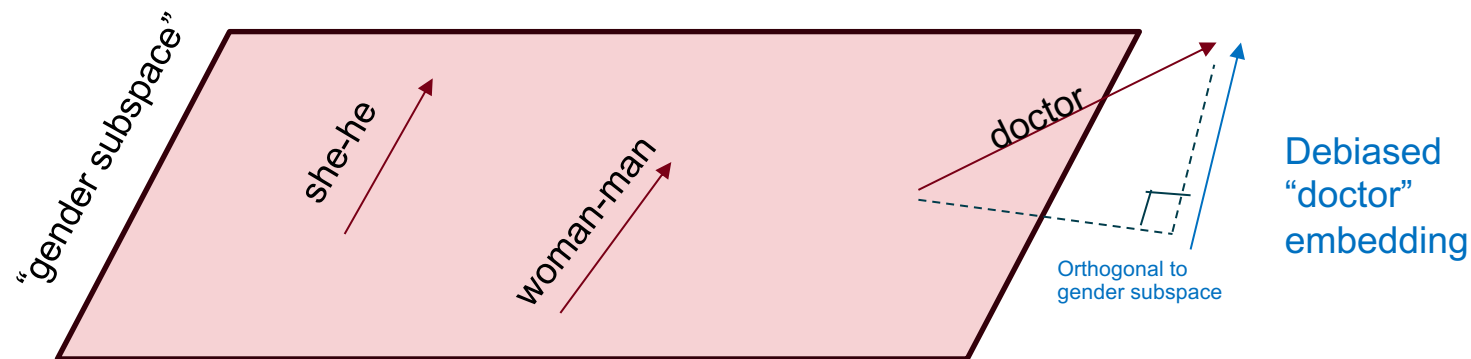 “gender subspace”
she-he
woman-man
doctor
Orthogonal to
gender subspace
Debiased
“doctor”
embedding